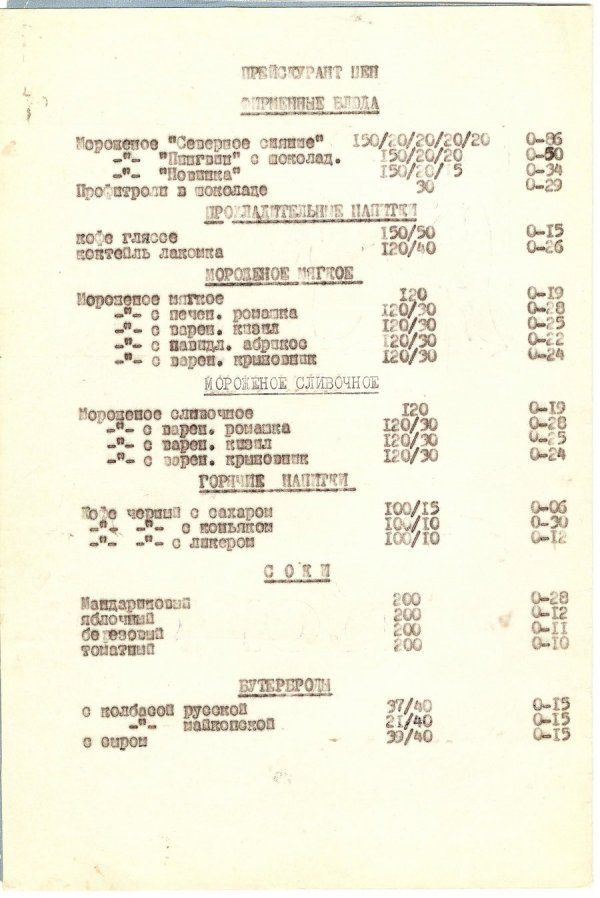 ПРЕЙСКУРАНТ ЦЕН
ФИРМЕННЫЕ БЛЮДА
Мороженое "Северное сияние" 150/20/20/20/20 0-86
-"- "Пингвин" с шоколад. 150/20/20 0-50
-"- "Новинка" 150/20/ 5 0-34
Профитроли в шоколаде 30 0-29
ПРОХЛАДИТЕЛЬНЫЕ НАПИТКИ
кофе гляссе 150/50 0-15
коктейль лакомка 120/40 0-26
МОРОЖЕНОЕ МЯГКОЕ
Мороженое мягкое 120 0-19
-"- с печен. ромашка 120/30 0-28
-"- с варен. кизил 120/30 0-25
-"- с павидл. абрикос 120/30 0-22
-"- с варен. крыжовник 120/30 0-24
МОРОЖЕНОЕ СЛИВОЧНОЕ
Мороженое сливочное 120 0-19
-"- с варен. ромашка 120/30 0-28
-"- с варен. кизил 120/30 0-25
-"- с варен. крыжовник 120/30 0-24
ГОРЯЧИЕ НАПИТКИ
Кофе черный с сахаром 100/15 0-06
-"- -"- с коньяком 100/10 0-30
-"- -"- с ликером 100/10 0-12
С О К И
Мандариновый 200 0-28
яблочный 200 0-12
березовый 200 0-11
томатный 200 0-10
БУТЕРБРОДЫ
с колбасой русской 37/40 0-15
-"- майкопской 21/40 0-15
с сыром 39/40 0-15